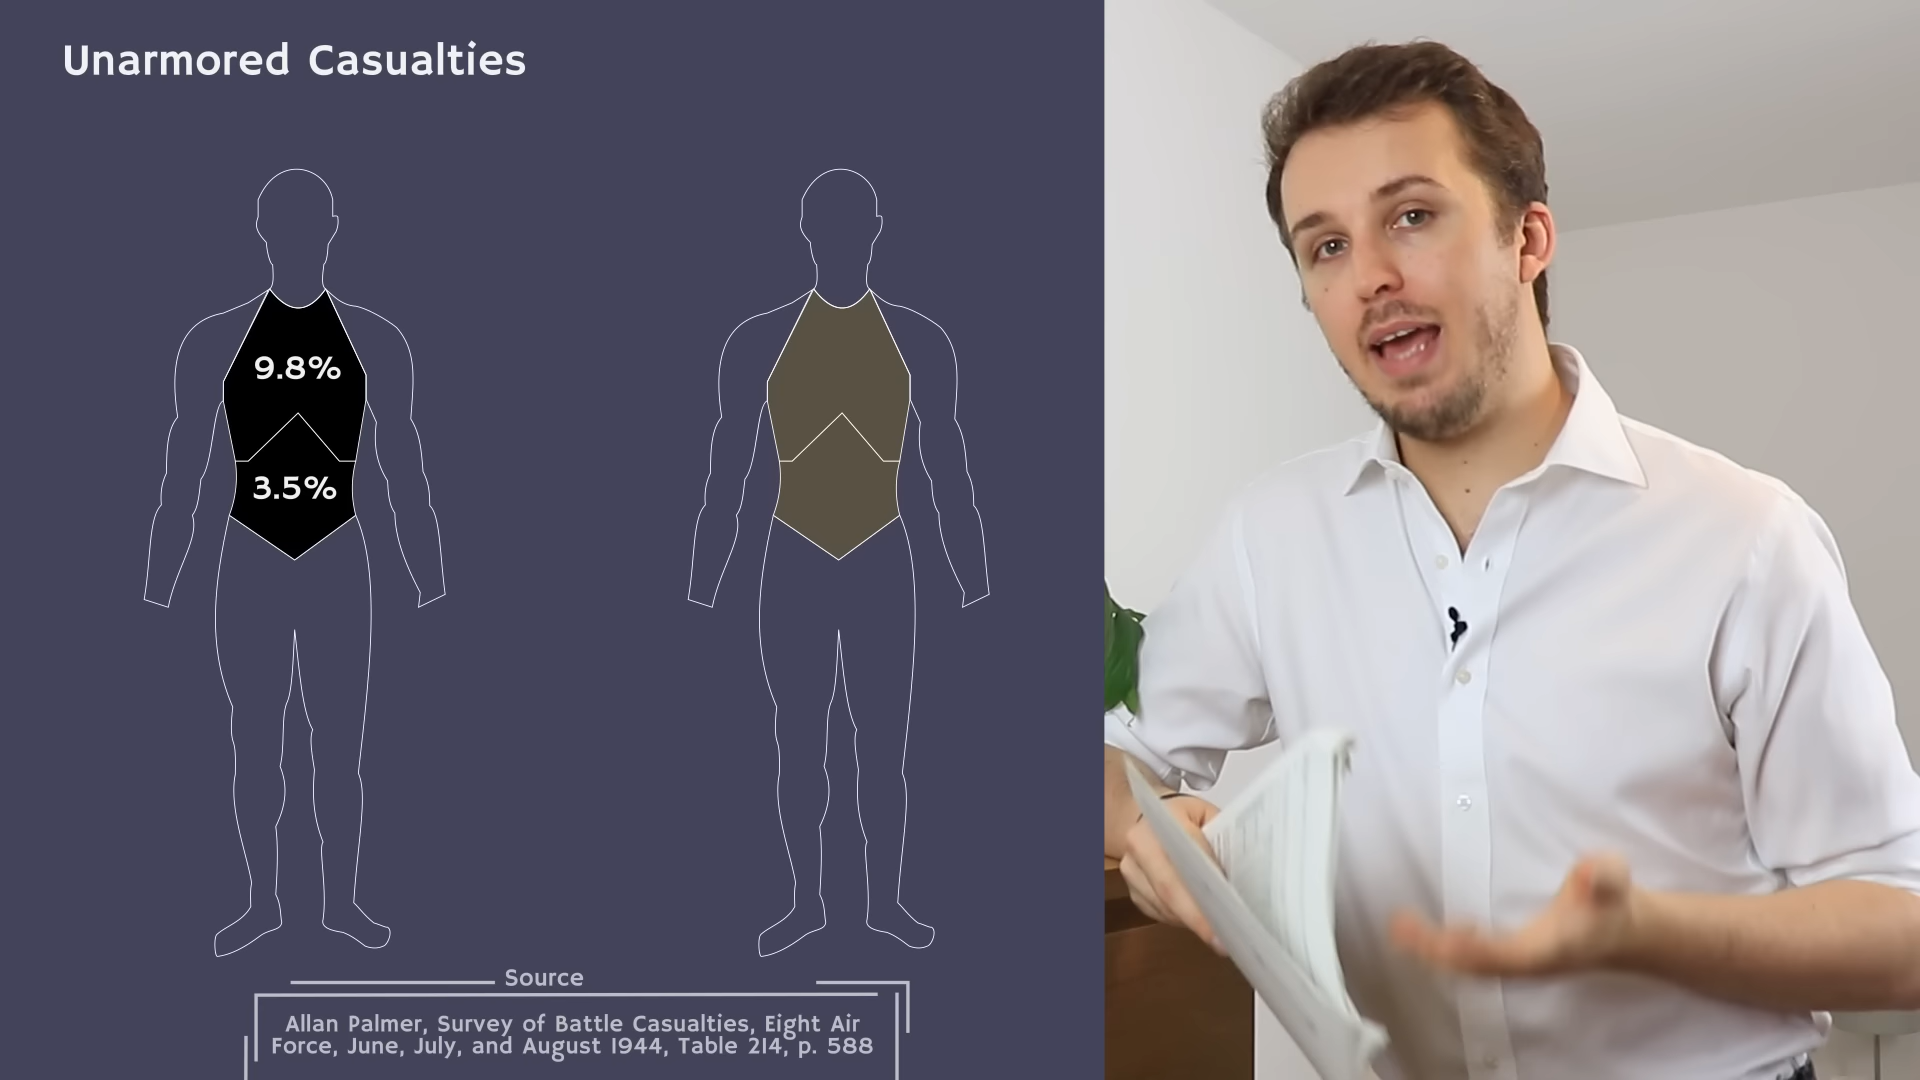 Unarmored Casualties
9.8%
3.5%
Source
Allan Palmer, Survey of Battle Casualties, Eight Air
Force, June, July, and August 1944, Table 214, p. 588